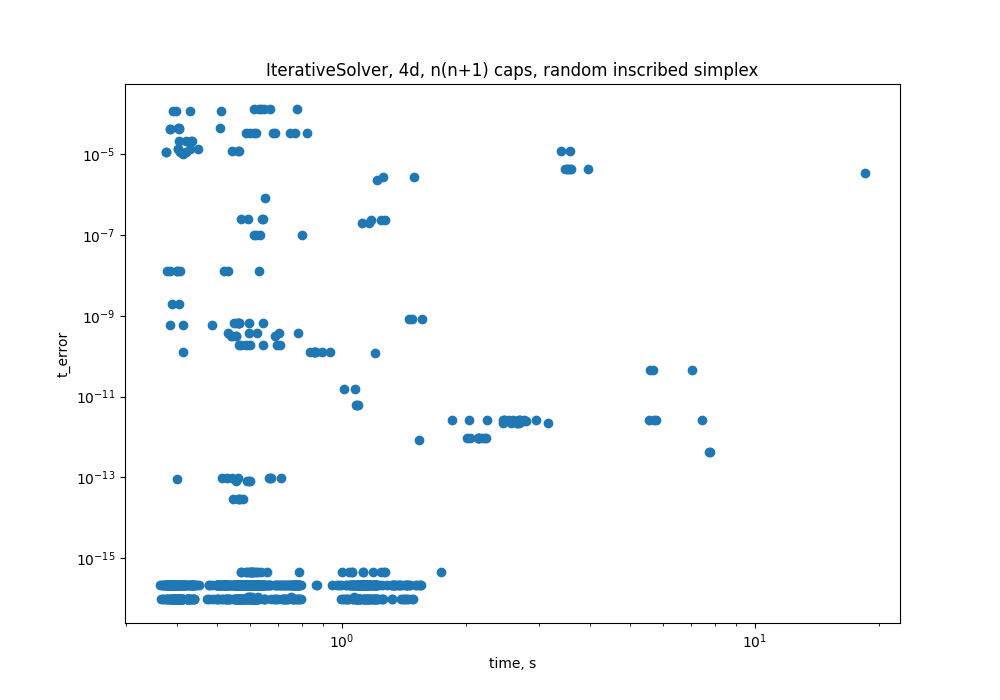 IterativeSolver, 4d, n(n+1) caps, random inscribed simplex
t_error
10⁻⁵
10⁻⁷
10⁻⁹
10⁻¹¹
10⁻¹³
10⁻¹⁵
10⁰
10¹
time, s